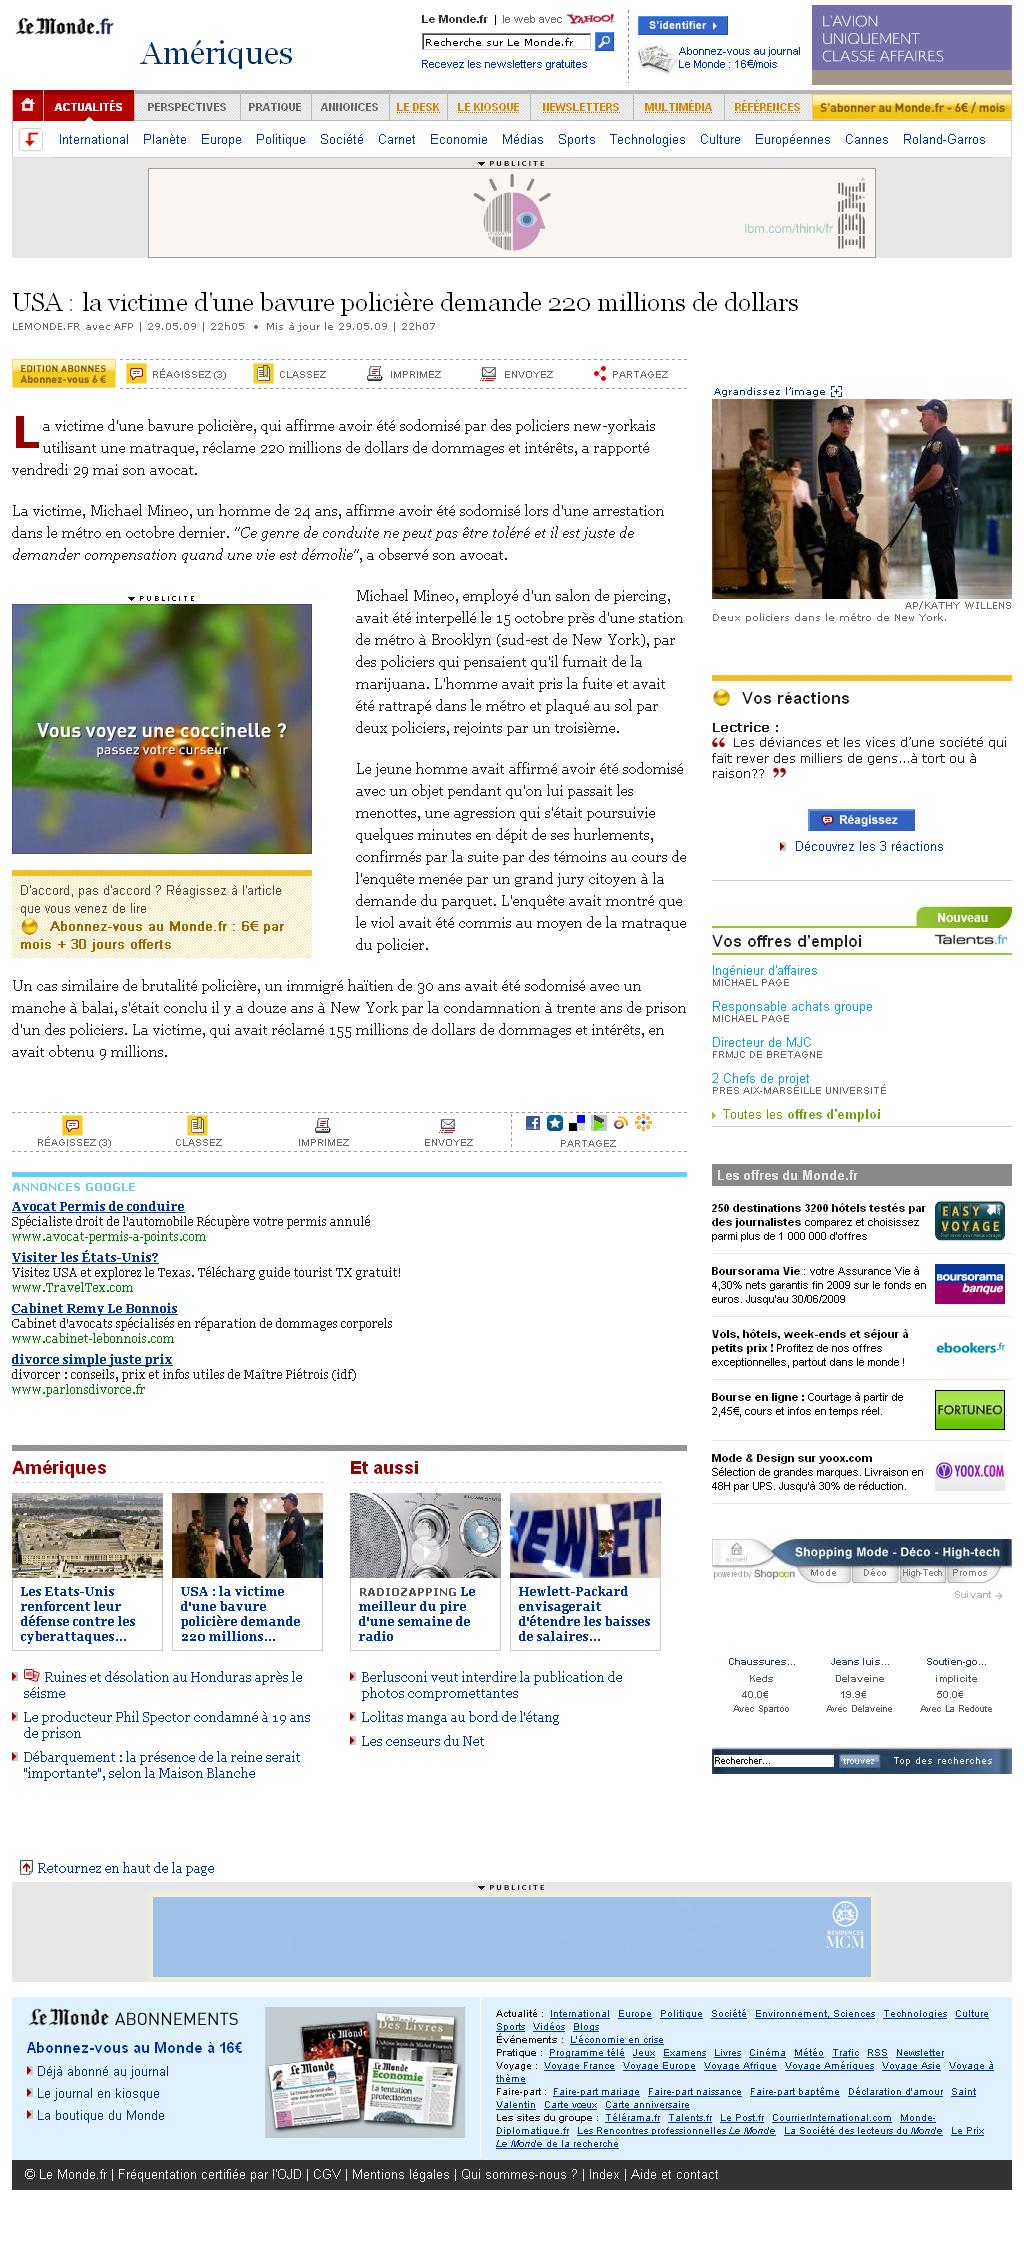 Le Monde.fr
Amériques
Le Monde.fr | le web avec YAHOO!
Recherche sur Le Monde.fr
Recevez les newsletters gratuites
S'identifier
Abonnez-vous au journal
Le Monde : 16€/mois
L'AVION
UNIQUEMENT
CLASSE AFFAIRES
ACTUALITÉS PERSPECTIVES PRATIQUE ANNONCES LE DESK LE KIOSQUE NEWSLETTERS MULTIMÉDIA RÉFÉRENCES S'abonner au Monde.fr - 6€ / mois
International Planète Europe Politique Société Carnet Economie Médias Sports Technologies Culture Européennes Cannes Roland-Garros
PUBLICITE
ibm.com/think/fr
IBM
USA : la victime d'une bavure policière demande 220 millions de dollars
LEMONDE.FR avec AFP | 29.05.09 | 22h05 • Mis à jour le 29.05.09 | 22h07
EDITION ABONNES
Abonnez-vous 6 €
RÉAGISSEZ (3) CLASSEZ IMPRIMEZ ENVOYEZ PARTAGEZ
La victime d'une bavure policière, qui affirme avoir été sodomisé par des policiers new-yorkais
utilisant une matraque, réclame 220 millions de dollars de dommages et intérêts, a rapporté
vendredi 29 mai son avocat.
La victime, Michael Mineo, un homme de 24 ans, affirme avoir été sodomisé lors d'une arrestation
dans le métro en octobre dernier. "Ce genre de conduite ne peut pas être toléré et il est juste de
demander compensation quand une vie est démolie", a observé son avocat.
PUBLICITE
Vous voyez une coccinelle ?
passez votre curseur
D'accord, pas d'accord ? Réagissez à l'article
que vous venez de lire
Abonnez-vous au Monde.fr : 6€ par
mois + 30 jours offerts
Michael Mineo, employé d'un salon de piercing,
avait été interpellé le 15 octobre près d'une station
de métro à Brooklyn (sud-est de New York), par
des policiers qui pensaient qu'il fumait de la
marijuana. L'homme avait pris la fuite et avait
été rattrapé dans le métro et plaqué au sol par
deux policiers, rejoints par un troisième.
Le jeune homme avait affirmé avoir été sodomisé
avec un objet pendant qu'on lui passait les
menottes, une agression qui s'était poursuivie
quelques minutes en dépit de ses hurlements,
confirmés par la suite par des témoins au cours de
l'enquête menée par un grand jury citoyen à la
demande du parquet. L'enquête avait montré que
le viol avait été commis au moyen de la matraque
du policier.
Un cas similaire de brutalité policière, un immigré haïtien de 30 ans avait été sodomisé avec un
manche à balai, s'était conclu il y a douze ans à New York par la condamnation à trente ans de prison
d'un des policiers. La victime, qui avait réclamé 155 millions de dollars de dommages et intérêts, en
avait obtenu 9 millions.
RÉAGISSEZ (3) CLASSEZ IMPRIMEZ ENVOYEZ PARTAGEZ
ANNONCES GOOGLE
Avocat Permis de conduire
Spécialiste droit de l'automobile Récupère votre permis annulé
www.avocat-permis-a-points.com
Visiter les États-Unis?
Visitez USA et explorez le Texas. Télécharg guide tourist TX gratuit!
www.TravelTex.com
Cabinet Remy Le Bonnois
Cabinet d'avocats spécialisés en réparation de dommages corporels
www.cabinet-lebonnois.com
divorce simple juste prix
divorcer : conseils, prix et infos utiles de Maître Piétrois (idf)
www.parlonsdivorce.fr
Amériques
Les Etats-Unis
renforcent leur
défense contre les
cyberattaques...
USA : la victime
d'une bavure
policière demande
220 millions...
Ruines et désolation au Honduras après le
séisme
Le producteur Phil Spector condamné à 19 ans
de prison
Débarquement : la présence de la reine serait
"importante", selon la Maison Blanche
Et aussi
RADIOZAPPING Le
meilleur du pire
d'une semaine de
radio
HEWLETT
Hewlett-Packard
envisagerait
d'étendre les baisses
de salaires...
Berlusconi veut interdire la publication de
photos compromettantes
Lolitas manga au bord de l'étang
Les censeurs du Net
Agrandissez l'image
AP/KATHY WILLENS
Deux policiers dans le métro de New York.
Vos réactions
Lectrice :
“ Les déviances et les vices d'une société qui
fait rever des milliers de gens...à tort ou à
raison?? ”
Réagissez
Découvrez les 3 réactions
Nouveau
Vos offres d'emploi Talents.fr
Ingénieur d'affaires
MICHAEL PAGE
Responsable achats groupe
MICHAEL PAGE
Directeur de MJC
FRMJC DE BRETAGNE
2 Chefs de projet
PRES AIX-MARSEILLE UNIVERSITÉ
Toutes les offres d'emploi
Les offres du Monde.fr
250 destinations 3200 hôtels testés par
des journalistes comparez et choisissez
parmi plus de 1 000 000 d'offres
EASY
VOYAGE
Boursorama Vie : votre Assurance Vie à
4,30% nets garantis fin 2009 sur le fonds en
euros. Jusqu'au 30/06/2009
BOURSORAMA
banque
Vols, hôtels, week-ends et séjour à
petits prix ! Profitez de nos offres
exceptionnelles, partout dans le monde !
ebookers.fr
Bourse en ligne : Courtage à partir de
2,45€, cours et infos en temps réel.
FORTUNEO
Mode & Design sur yoox.com
Sélection de grandes marques. Livraison en
48H par UPS. Jusqu'à 30% de réduction.
YOOX.COM
accueil
Shopping Mode - Déco - High-tech
powered by Shopoon Mode Déco High-Tech Promos
Suivant
Chaussures... Jeans luis... Soutien-go...
Keds Delaveine implicite
40.0€ 19.9€ 50.0€
Avec Spartoo Avec Delaveine Avec La Redoute
Rechercher... trouvez Top des recherches
Retournez en haut de la page
PUBLICITE
RESIDENCES
MGM
Le Monde ABONNEMENTS
Abonnez-vous au Monde à 16€
Déjà abonné au journal
Le journal en kiosque
La boutique du Monde
Actualité : International Europe Politique Société Environnement, Sciences Technologies Culture
Sports Vidéos Blogs
Événements : L'économie en crise
Pratique : Programme télé Jeux Examens Livres Cinéma Météo Trafic RSS Newsletter
Voyage : Voyage France Voyage Europe Voyage Afrique Voyage Amériques Voyage Asie Voyage à
thème
Faire-part : Faire-part mariage Faire-part naissance Faire-part baptême Déclaration d'amour Saint
Valentin Carte vœux Carte anniversaire
Les sites du groupe : Télérama.fr Talents.fr Le Post.fr CourrierInternational.com Monde-
Diplomatique.fr Les Rencontres professionnelles Le Monde La Société des lecteurs du Monde Le Prix
Le Monde de la recherche
© Le Monde.fr | Fréquentation certifiée par l'OJD | CGV | Mentions légales | Qui sommes-nous ? | Index | Aide et contact